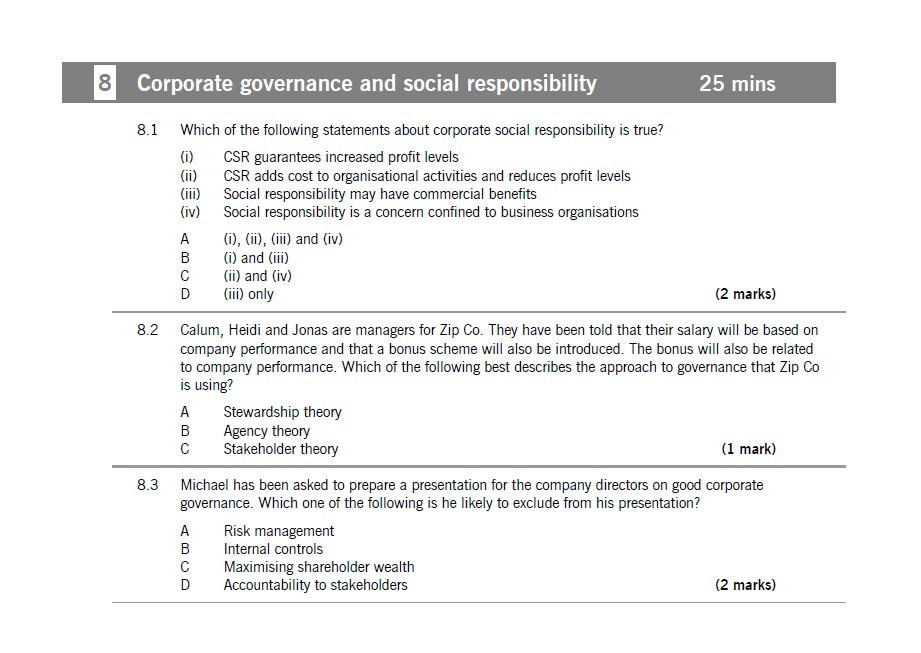 8 Corporate governance and social responsibility 25 mins
8.1 Which of the following statements about corporate social responsibility is true?
(i) CSR guarantees increased profit levels
(ii) CSR adds cost to organisational activities and reduces profit levels
(iii) Social responsibility may have commercial benefits
(iv) Social responsibility is a concern confined to business organisations
A (i), (ii), (iii) and (iv)
B (i) and (iii)
C (ii) and (iv)
D (iii) only (2 marks)
8.2 Calum, Heidi and Jonas are managers for Zip Co. They have been told that their salary will be based on
company performance and that a bonus scheme will also be introduced. The bonus will also be related
to company performance. Which of the following best describes the approach to governance that Zip Co
is using?
A Stewardship theory
B Agency theory
C Stakeholder theory (1 mark)
8.3 Michael has been asked to prepare a presentation for the company directors on good corporate
governance. Which one of the following is he likely to exclude from his presentation?
A Risk management
B Internal controls
C Maximising shareholder wealth
D Accountability to stakeholders (2 marks)